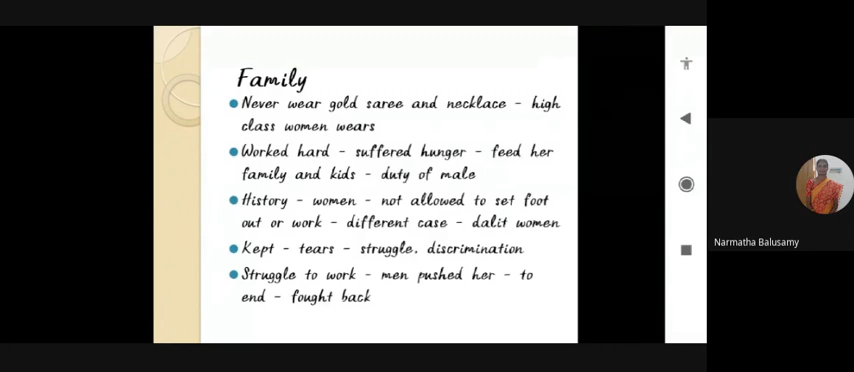 Family
Never wear gold saree and necklace - high
class women wears
Worked hard - suffered hunger - feed her
family and kids - duty of male
History - women - not allowed to set foot
out or work - different case - dalit women
Kept - tears - struggle. discrimination
Struggle to work - men pushed her - to
end - fought back
Narmatha Balusamy